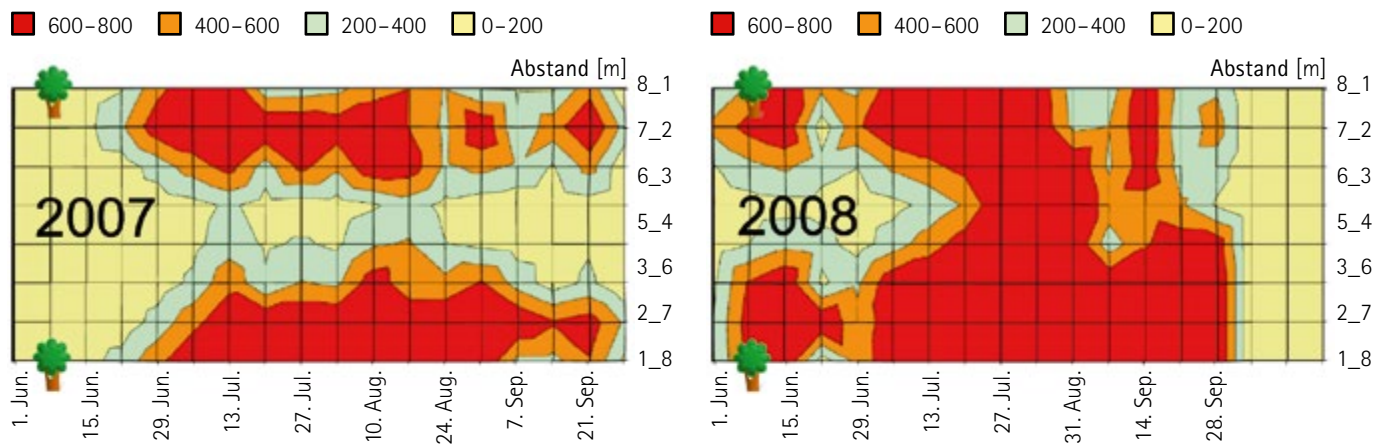 600–800 400–600 200–400 0–200
Abstand [m]
8_1
7_2
6_3
5_4
3_6
2_7
1_8
2007
1. Jun. 15. Jun. 29. Jun. 13. Jul. 27. Jul. 10. Aug. 24. Aug. 7. Sep. 21. Sep.
600–800 400–600 200–400 0–200
Abstand [m]
8_1
7_2
6_3
5_4
3_6
2_7
1_8
2008
1. Jun. 15. Jun. 29. Jun. 13. Jul. 27. Jul. 31. Aug. 14. Sep. 28. Sep.